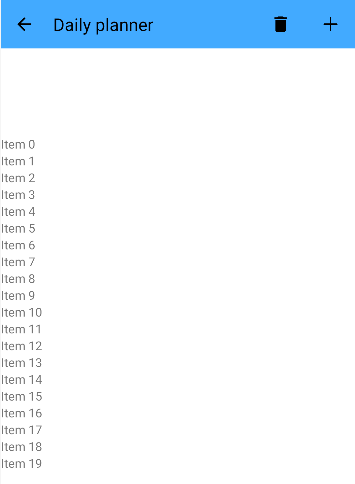 Daily planner
Item 0
Item 1
Item 2
Item 3
Item 4
Item 5
Item 6
Item 7
Item 8
Item 9
Item 10
Item 11
Item 12
Item 13
Item 14
Item 15
Item 16
Item 17
Item 18
Item 19